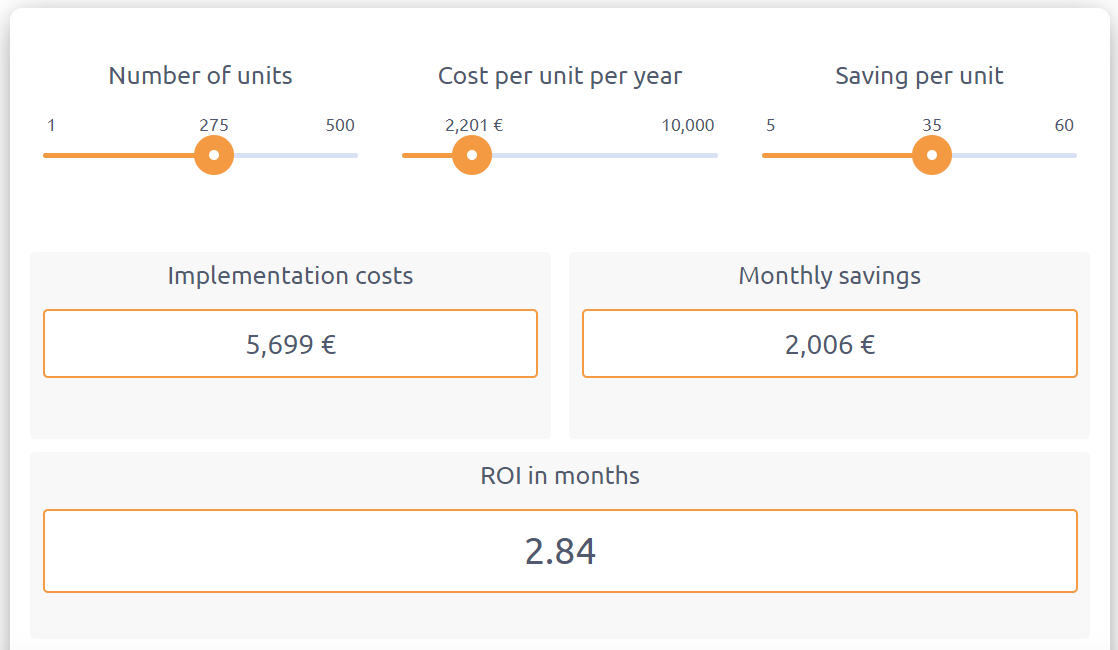 Number of units
Cost per unit per year
Saving per unit
1 275 500
2,201 € 10,000
5 35 60
Implementation costs
Monthly savings
5,699 €
2,006 €
ROI in months
2.84